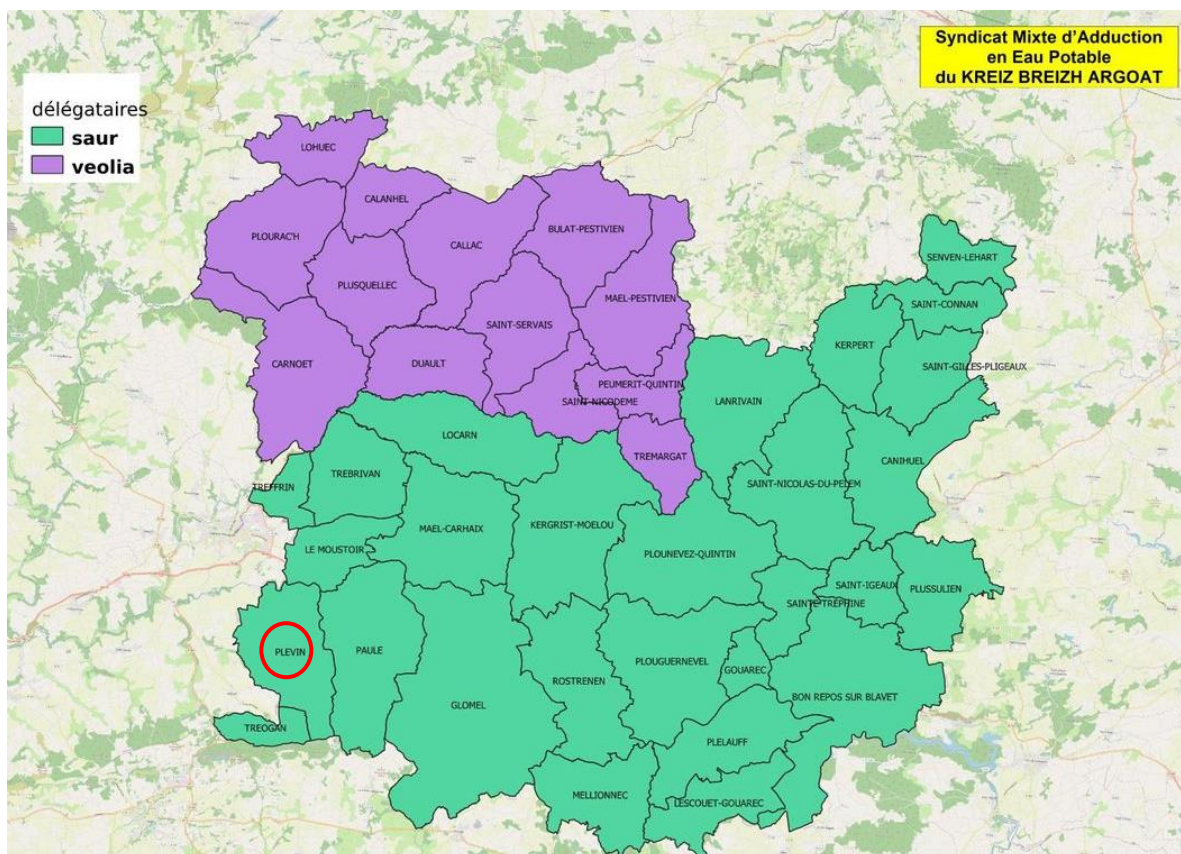 Syndicat Mixte d'Adduction
en Eau Potable
du KREIZ BREIZH ARGOAT
délégataires
saur
veolia
LOHUEC
CALANHEL
PLOURAC'H
CALLAC
BULAT-PESTIVIEN
PLUSQUELLEC
MAEL-PESTIVIEN
SAINT-SERVAIS
CARNOET
DUAULT
PEUMERIT-QUINTIN
SAINT-NICODEME
TREMARGAT
SENVEN-LEHART
SAINT-CONNAN
KERPERT
SAINT-GILLES-PLIGEAUX
LANRIVAIN
CANIHUEL
SAINT-NICOLAS-DU-PELEM
LOCARN
TREBRIVAN
TREFFRIN
MAEL-CARHAIX
KERGRIST-MOELOU
LE MOUSTOIR
PLOUNEVEZ-QUINTIN
SAINT-IGEAUX
PLUSSULIEN
SAINTE-TREPHINE
PLEVIN
PAULE
PLOUGUERNEVEL
GOUAREC
ROSTRENEN
BON REPOS SUR BLAVET
GLOMEL
TREOGAN
PLELAUFF
MELLIONNEC
LESCOUET-GOUAREC